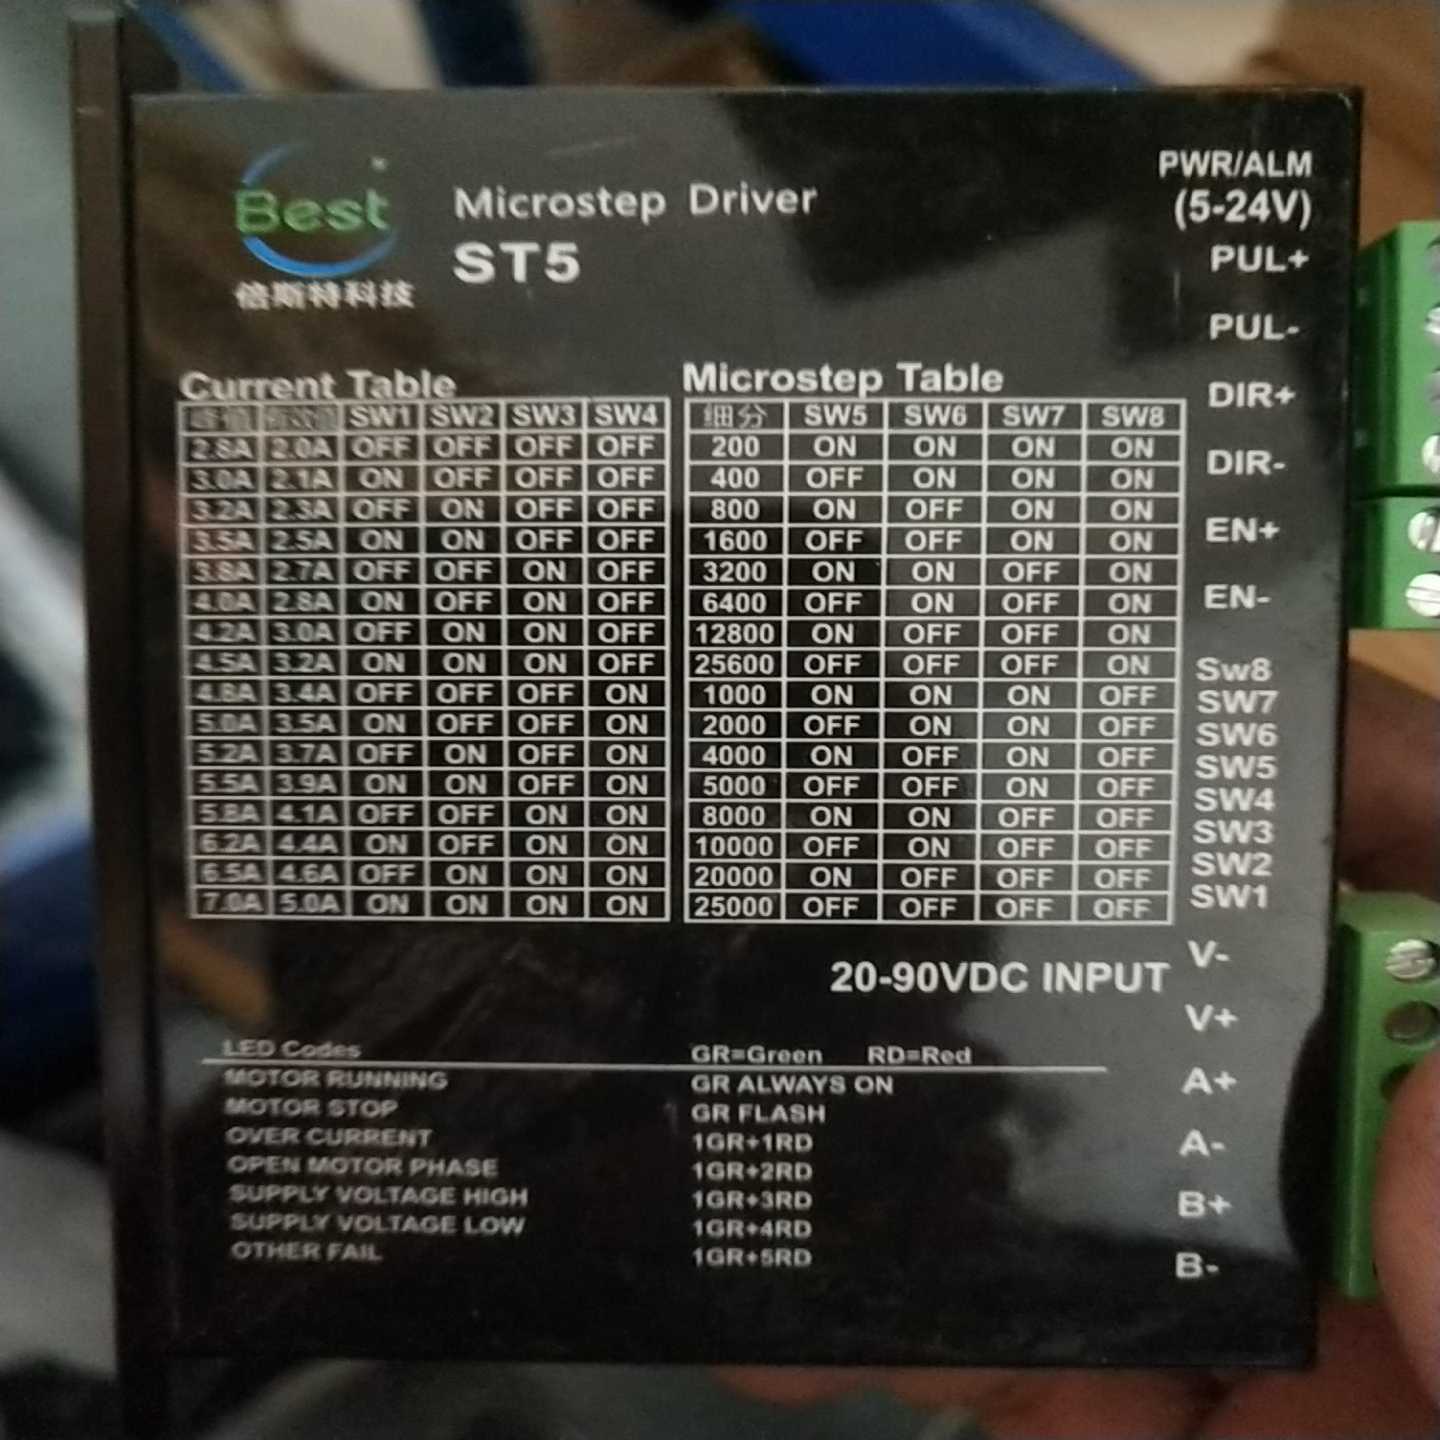 Best
倍斯特科技
Microstep Driver
ST5
PWR/ALM
(5-24V)
PUL+
PUL-
DIR+
DIR-
EN+
EN-
Sw8
SW7
SW6
SW5
SW4
SW3
SW2
SW1
V-
V+
A+
A-
B+
B-
Current Table
峰值 有效值 SW1 SW2 SW3 SW4
2.8A 2.0A OFF OFF OFF OFF
3.0A 2.1A ON OFF OFF OFF
3.2A 2.3A OFF ON OFF OFF
3.5A 2.5A ON ON OFF OFF
3.8A 2.7A OFF OFF ON OFF
4.0A 2.8A ON OFF ON OFF
4.2A 3.0A OFF ON ON OFF
4.5A 3.2A ON ON ON OFF
4.8A 3.4A OFF OFF OFF ON
5.0A 3.5A ON OFF OFF ON
5.2A 3.7A OFF ON OFF ON
5.5A 3.9A ON ON OFF ON
5.8A 4.1A OFF OFF ON ON
6.2A 4.4A ON OFF ON ON
6.5A 4.6A OFF ON ON ON
7.0A 5.0A ON ON ON ON
Microstep Table
细分 SW5 SW6 SW7 SW8
200 ON ON ON ON
400 OFF ON ON ON
800 ON OFF ON ON
1600 OFF OFF ON ON
3200 ON ON OFF ON
6400 OFF ON OFF ON
12800 ON OFF OFF ON
25600 OFF OFF OFF ON
1000 ON ON ON OFF
2000 OFF ON ON OFF
4000 ON OFF ON OFF
5000 OFF OFF ON OFF
8000 ON ON OFF OFF
10000 OFF ON OFF OFF
20000 ON OFF OFF OFF
25000 OFF OFF OFF OFF
20-90VDC INPUT
LED Codes GR=Green RD=Red
MOTOR RUNNING GR ALWAYS ON
MOTOR STOP GR FLASH
OVER CURRENT 1GR+1RD
OPEN MOTOR PHASE 1GR+2RD
SUPPLY VOLTAGE HIGH 1GR+3RD
SUPPLY VOLTAGE LOW 1GR+4RD
OTHER FAIL 1GR+5RD